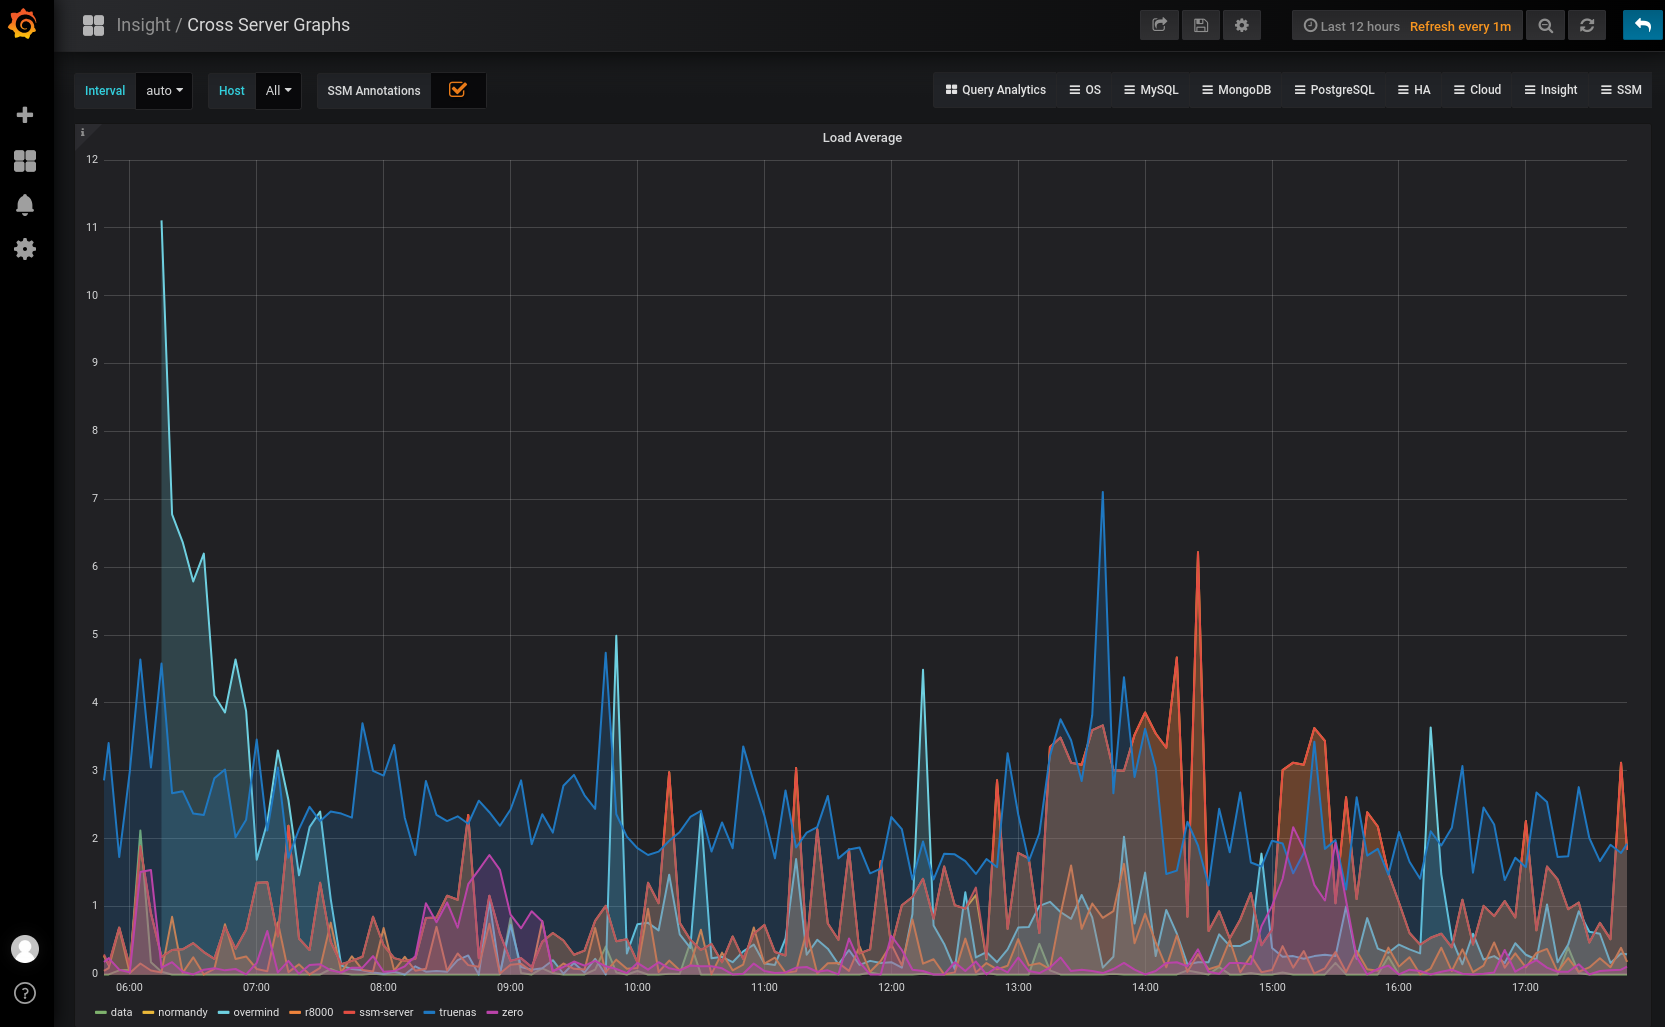 Insight / Cross Server Graphs
Last 12 hours Refresh every 1m
Interval auto Host All SSM Annotations
Query Analytics OS MySQL MongoDB PostgreSQL HA Cloud Insight SSM
i
Load Average
12
11
10
9
8
7
6
5
4
3
2
1
0
06:00 07:00 08:00 09:00 10:00 11:00 12:00 13:00 14:00 15:00 16:00 17:00
data normandy overmind r8000 ssm-server truenas zero
?